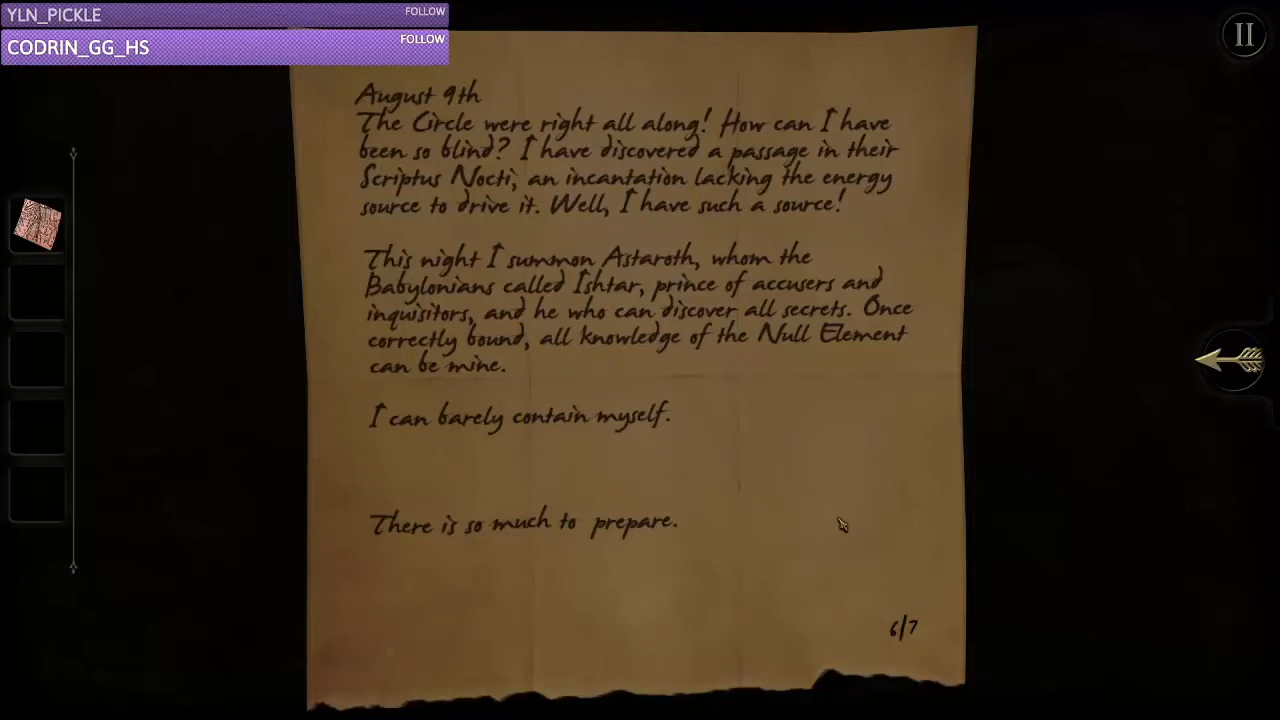 YLN_PICKLE FOLLOW
CODRIN_GG_HS FOLLOW
August 9th
The Circle were right all along! How can I have
been so blind? I have discovered a passage in their
Scriptus Nocti, an incantation lacking the energy
source to drive it. Well, I have such a source!
This night I summon Astaroth, whom the
Babylonians called Ishtar, prince of accusers and
inquisitors, and he who can discover all secrets. Once
correctly bound, all knowledge of the Null Element
can be mine.
I can barely contain myself.
There is so much to prepare.
6/7